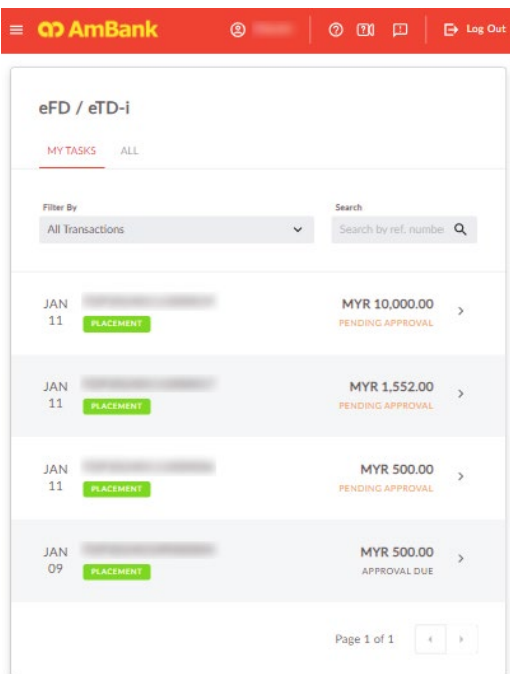 AmBank
Log Out
eFD / eTD-i
MY TASKS ALL
Filter By Search
All Transactions Search by ref. numbe
JAN MYR 10,000.00
11 PLACEMENT PENDING APPROVAL
JAN MYR 1,552.00
11 PLACEMENT PENDING APPROVAL
JAN MYR 500.00
11 PLACEMENT PENDING APPROVAL
JAN MYR 500.00
09 PLACEMENT APPROVAL DUE
Page 1 of 1